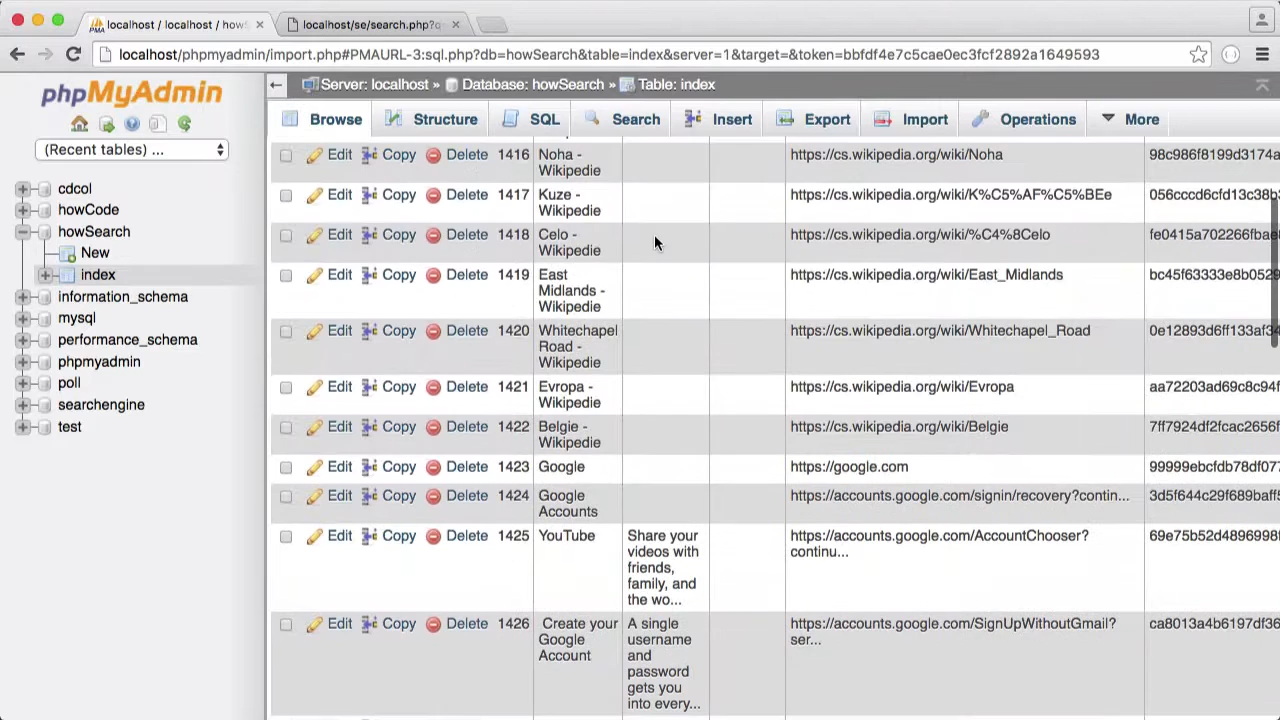 localhost / localhost / how
localhost/se/search.php?
localhost/phpmyadmin/import.php#PMAURL-3:sql.php?db=howSearch&table=index&server=1&target=&token=bbfdf4e7c5cae0ec3fcf2892a1649593
phpMyAdmin
(Recent tables) ...
cdcol
howCode
howSearch
New
index
information_schema
mysql
performance_schema
phpmyadmin
poll
searchengine
test
Server: localhost » Database: howSearch » Table: index
Browse Structure SQL Search Insert Export Import Operations More
Edit Copy Delete 1416 Noha - https://cs.wikipedia.org/wiki/Noha 98c986f8199d3174a
Wikipedie
Edit Copy Delete 1417 Kuze - https://cs.wikipedia.org/wiki/K%C5%AF%C5%BEe 056cccd6cfd13c38b
Wikipedie
Edit Copy Delete 1418 Celo - https://cs.wikipedia.org/wiki/%C4%8Celo fe0415a702266fbae
Wikipedie
Edit Copy Delete 1419 East https://cs.wikipedia.org/wiki/East_Midlands bc45f63333e8b0529
Midlands -
Wikipedie
Edit Copy Delete 1420 Whitechapel https://cs.wikipedia.org/wiki/Whitechapel_Road 0e12893d6ff133af34
Road -
Wikipedie
Edit Copy Delete 1421 Evropa - https://cs.wikipedia.org/wiki/Evropa aa72203ad69c8c94f
Wikipedie
Edit Copy Delete 1422 Belgie - https://cs.wikipedia.org/wiki/Belgie 7ff7924df2fcac2656f
Wikipedie
Edit Copy Delete 1423 Google https://google.com 99999ebcfdb78df077
Edit Copy Delete 1424 Google https://accounts.google.com/signin/recovery?contin... 3d5f644c29f689baff5
Accounts
Edit Copy Delete 1425 YouTube Share your https://accounts.google.com/AccountChooser? 69e75b52d4896998f
videos with continu...
friends,
family, and
the wo...
Edit Copy Delete 1426 Create your A single https://accounts.google.com/SignUpWithoutGmail? ca8013a4b6197df36
Google username ser...
Account and
password
gets you
into every...